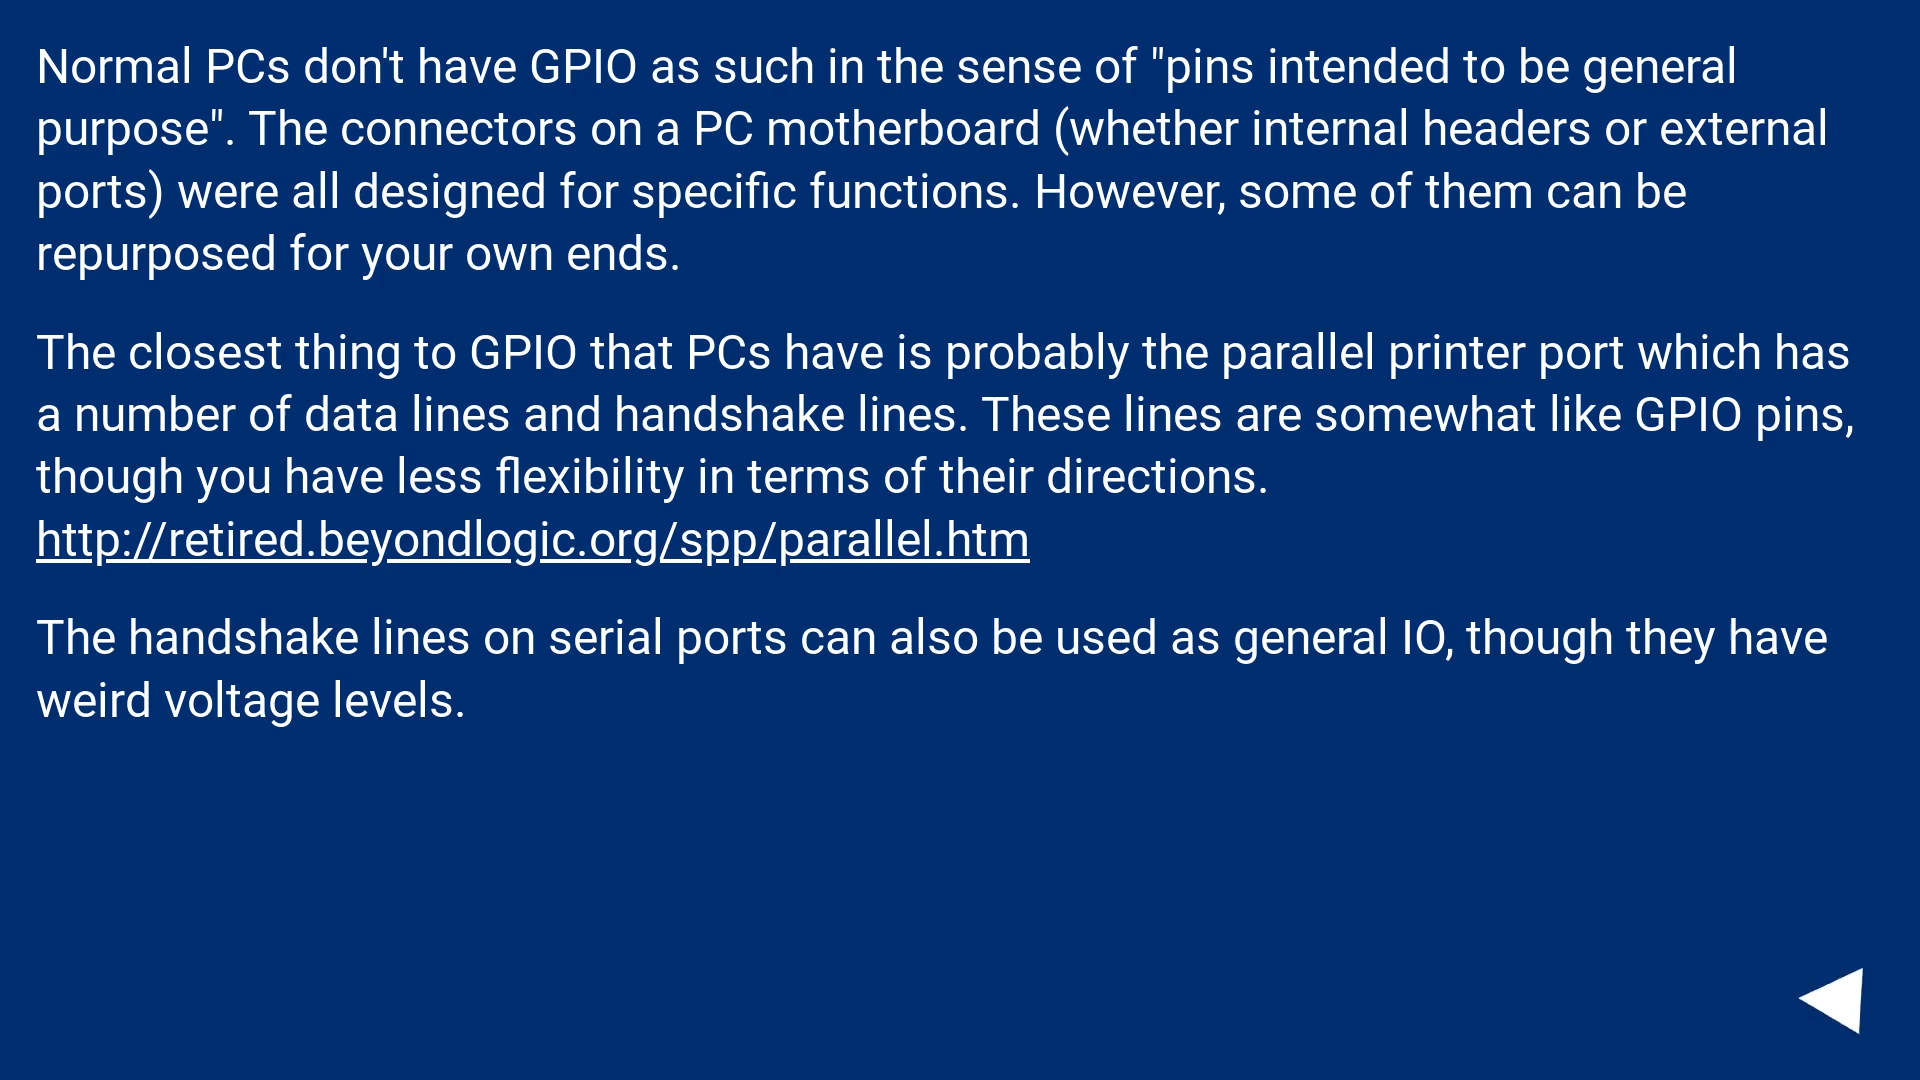 Normal PCs don't have GPIO as such in the sense of "pins intended to be general
purpose". The connectors on a PC motherboard (whether internal headers or external
ports) were all designed for specific functions. However, some of them can be
repurposed for your own ends.
The closest thing to GPIO that PCs have is probably the parallel printer port which has
a number of data lines and handshake lines. These lines are somewhat like GPIO pins,
though you have less flexibility in terms of their directions.
http://retired.beyondlogic.org/spp/parallel.htm
The handshake lines on serial ports can also be used as general IO, though they have
weird voltage levels.